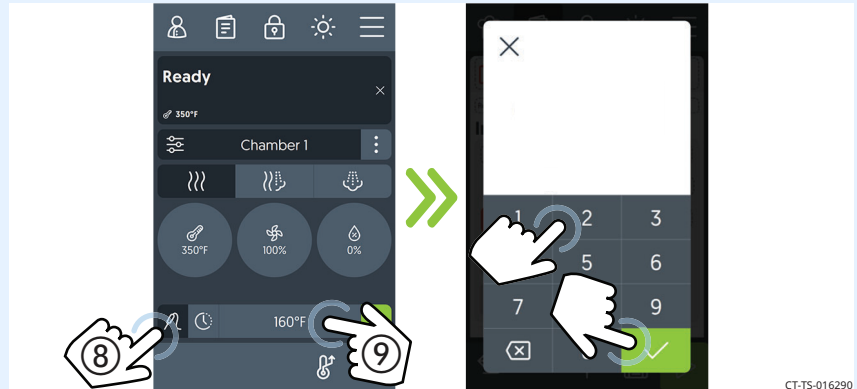 Ready
350°F
Chamber 1
350°F
100%
0%
160°F
8
9
1 2 3
5 6
7 9
CT-TS-016290